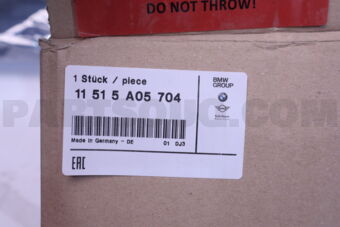 DO NOT THROW!
1 Stück / piece
11 51 5 A05 704
BMW
GROUP
Made in Germany - DE
01 DJ3
EAC
PARTSOUQ.COM